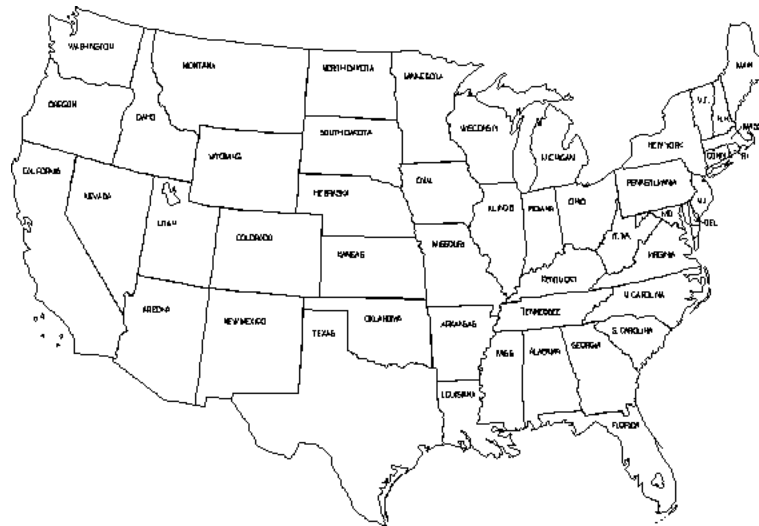 WASHINGTON
MONTANA
NORTH DAKOTA
MINNESOTA
MAIN
OREGON
IDAHO
SOUTH DAKOTA
WISCONSIN
V.T.
N.H.
MASS
WYOMING
MICHIGAN
NEW YORK
CONN
RI
CALIFORNIA
NEVADA
UTAH
NEBRASKA
IOWA
ILLINOIS
INDIANA
OHIO
PENNSYLVANIA
N.J.
MD
DEL
COLORADO
KANSAS
MISSOURI
W. VA.
VIRGINIA
KENTUCKY
ARIZONA
NEW MEXICO
TEXAS
OKLAHOMA
ARKANSAS
TENNESSEE
N CAROLINA
S. CAROLINA
MISS
ALABAMA
GEORGIA
LOUISIANA
FLORIDA